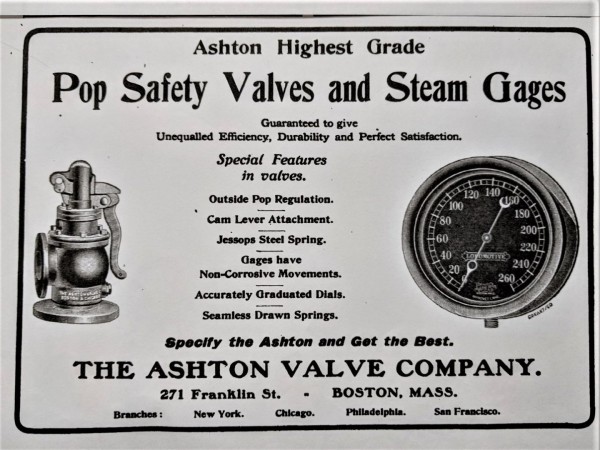 Ashton Highest Grade
Pop Safety Valves and Steam Gages
Guaranteed to give
Unequalled Efficiency, Durability and Perfect Satisfaction.
Special Features
in valves.
Outside Pop Regulation.
Cam Lever Attachment.
Jessops Steel Spring.
Gages have
Non-Corrosive Movements.
Accurately Graduated Dials.
Seamless Drawn Springs.
0 20 40 60 80 100 120 140 160 180 200 220 240 260
LOCOMOTIVE
Specify the Ashton and Get the Best.
THE ASHTON VALVE COMPANY.
271 Franklin St. - BOSTON, MASS.
Branches: New York. Chicago. Philadelphia. San Francisco.